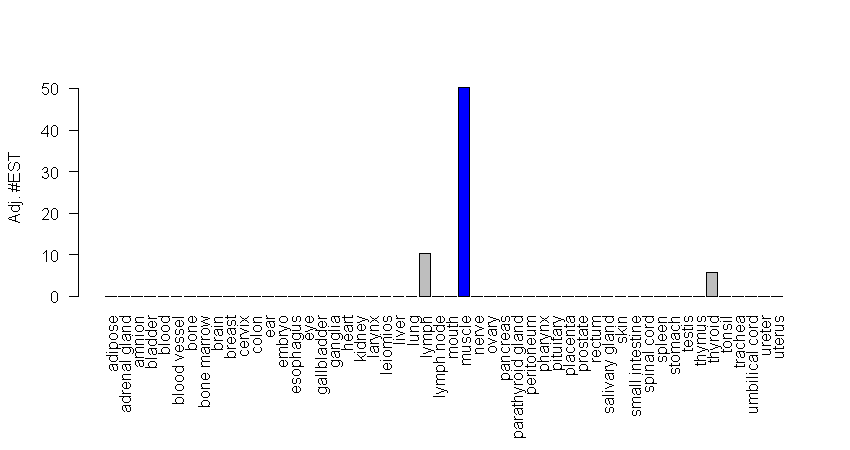 Adj. #EST
50
40
30
20
10
0
adipose
adrenal gland
amnion
bladder
blood
blood vessel
bone
bone marrow
brain
breast
cervix
colon
ear
embryo
esophagus
eye
gallbladder
ganglia
heart
kidney
larynx
leiomios
liver
lung
lymph
lymph node
mouth
muscle
nerve
ovary
pancreas
parathyroid gland
peritoneum
pharynx
pituitary
placenta
prostate
rectum
salivary gland
skin
small intestine
spinal cord
spleen
stomach
testis
thymus
thyroid
tonsil
trachea
umbilical cord
ureter
uterus